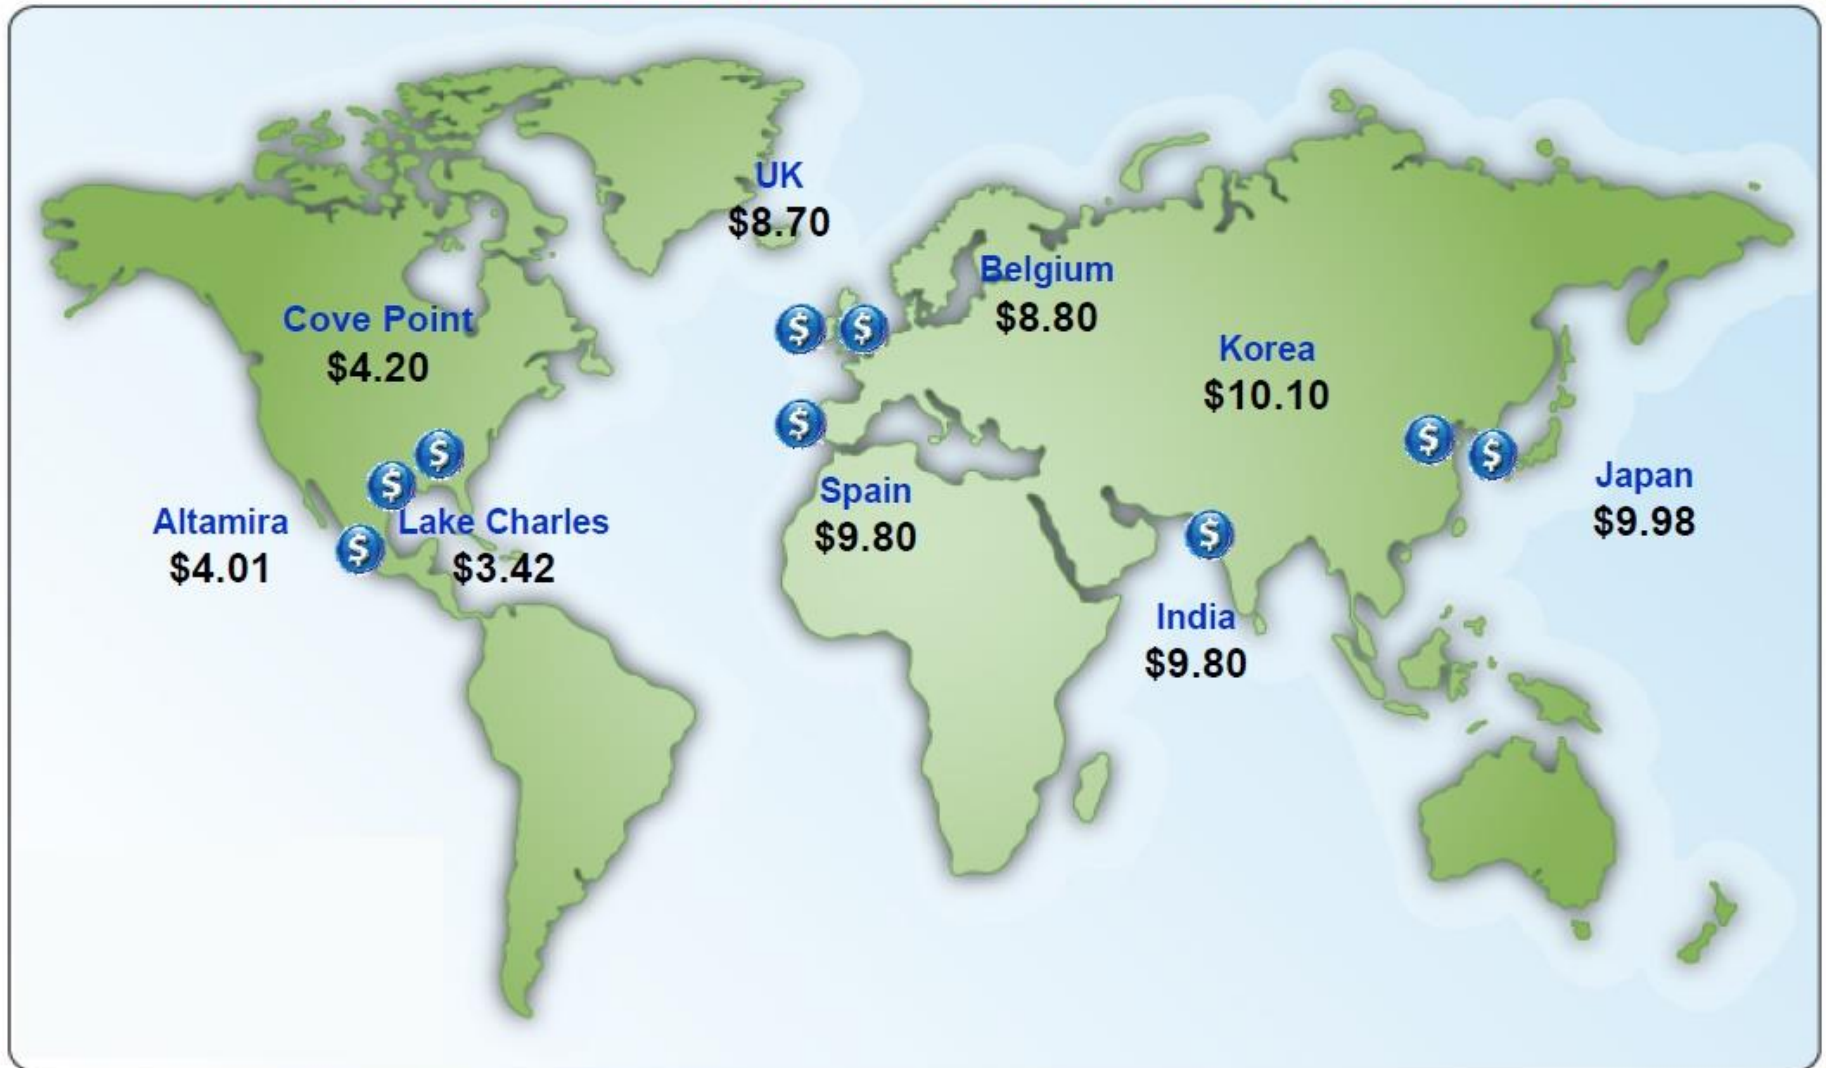 UK
$8.70
Belgium
$8.80
Cove Point
$4.20
Korea
$10.10
Japan
$9.98
Altamira
$4.01
Lake Charles
$3.42
Spain
$9.80
India
$9.80
$
$
$
$
$
$
$
$
$